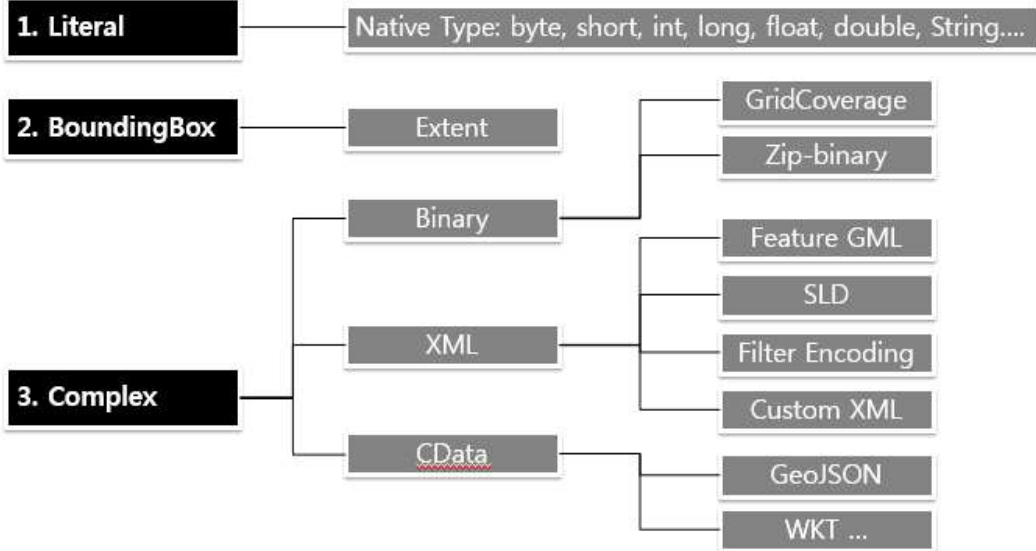 1. Literal
Native Type: byte, short, int, long, float, double, String....
2. BoundingBox
Extent
GridCoverage
Zip-binary
Binary
Feature GML
SLD
XML
Filter Encoding
3. Complex
Custom XML
CData
GeoJSON
WKT ...